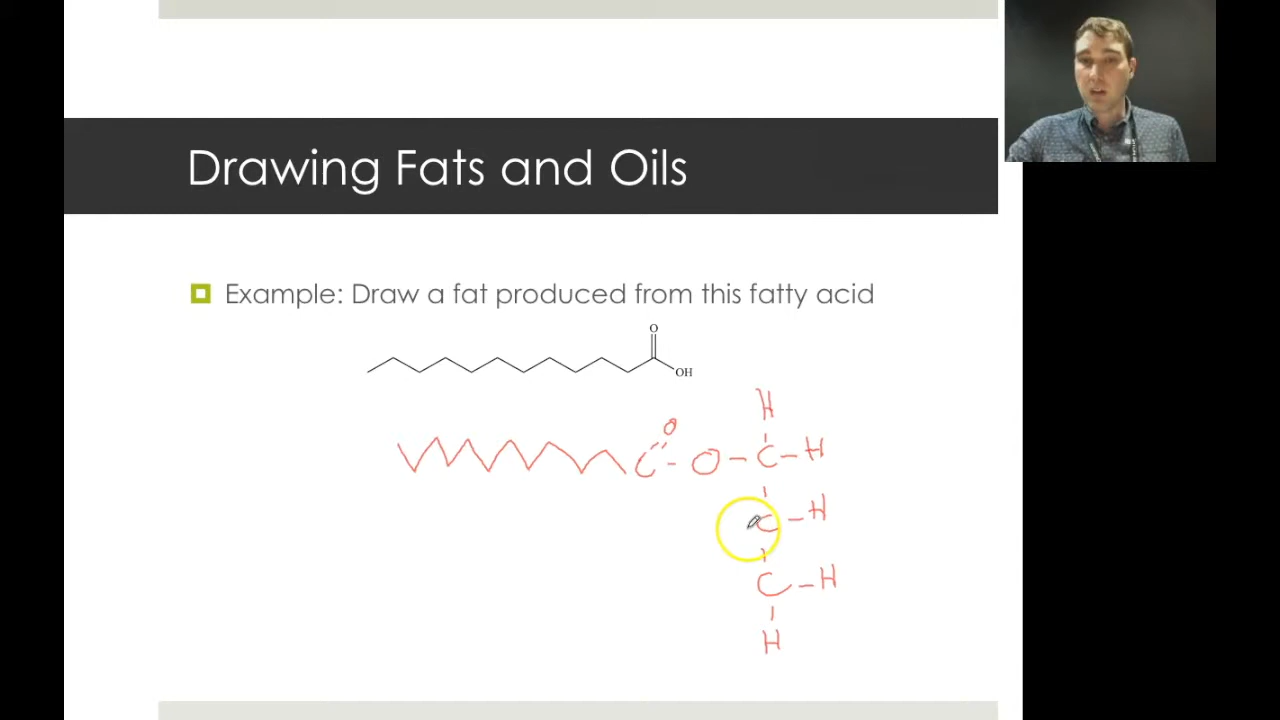 Drawing Fats and Oils
Example: Draw a fat produced from this fatty acid
O
OH
H
O
C - O - C - H
C - H
C - H
H